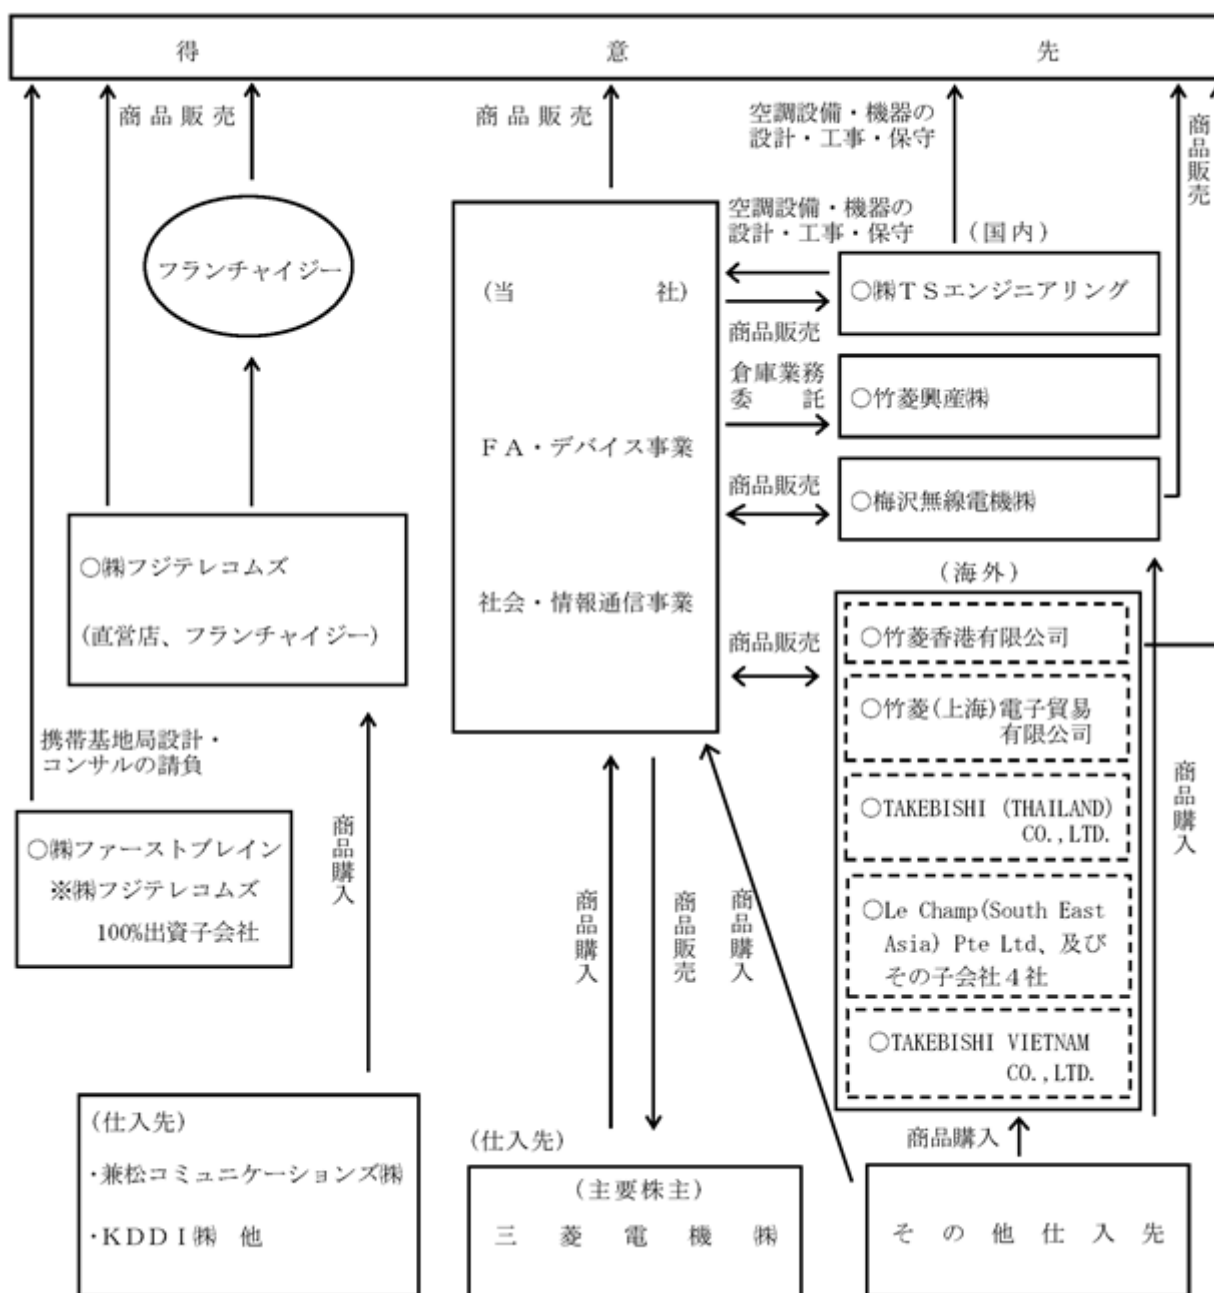 得意先
商品販売
商品販売
空調設備・機器の
設計・工事・保守
商品販売
フランチャイジー
空調設備・機器の
設計・工事・保守
(国内)
(当社)
○㈱ＴＳエンジニアリング
商品販売
倉庫業務
委託
○竹菱興産㈱
ＦＡ・デバイス事業
商品販売
○梅沢無線電機㈱
○㈱フジテレコムズ
(直営店、フランチャイジー)
社会・情報通信事業
(海外)
商品販売
○竹菱香港有限公司
○竹菱(上海)電子貿易
有限公司
携帯基地局設計・
コンサルの請負
商品購入
○TAKEBISHI (THAILAND)
CO.,LTD.
商品購入
○㈱ファーストブレイン
※㈱フジテレコムズ
100%出資子会社
商品購入
商品販売
商品購入
○Le Champ(South East
Asia) Pte Ltd、及び
その子会社４社
○TAKEBISHI VIETNAM
CO.,LTD.
(仕入先)
・兼松コミュニケーションズ㈱
・ＫＤＤＩ㈱ 他
(仕入先)
(主要株主)
三菱電機㈱
商品購入
その他仕入先